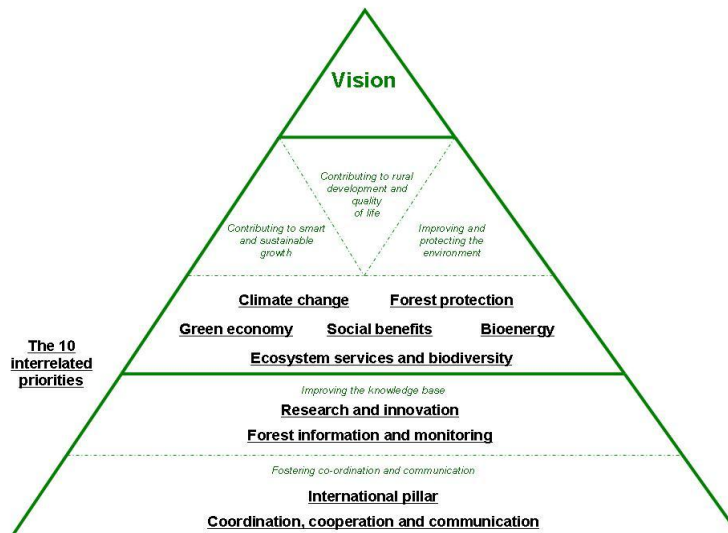 Vision
Contributing to rural
development and
quality
of life
Contributing to smart
and sustainable
growth
Improving and
protecting the
environment
Climate change
Forest protection
Green economy
Social benefits
Bioenergy
Ecosystem services and biodiversity
The 10
interrelated
priorities
Improving the knowledge base
Research and innovation
Forest information and monitoring
Fostering co-ordination and communication
International pillar
Coordination, cooperation and communication